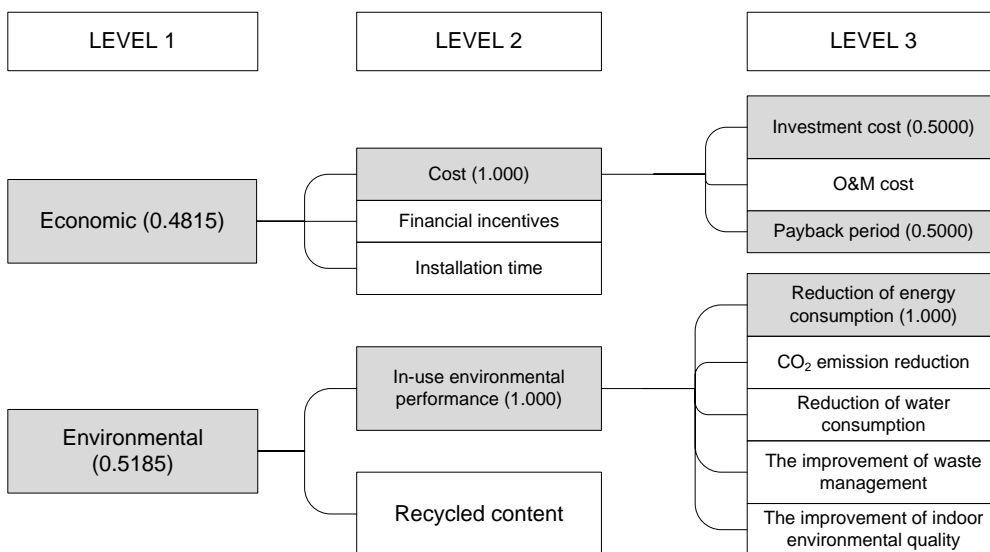 LEVEL 1
LEVEL 2
LEVEL 3
Economic (0.4815)
Cost (1.000)
Financial incentives
Installation time
Investment cost (0.5000)
O&M cost
Payback period (0.5000)
Environmental
(0.5185)
In-use environmental
performance (1.000)
Recycled content
Reduction of energy
consumption (1.000)
CO₂ emission reduction
Reduction of water
consumption
The improvement of waste
management
The improvement of indoor
environmental quality